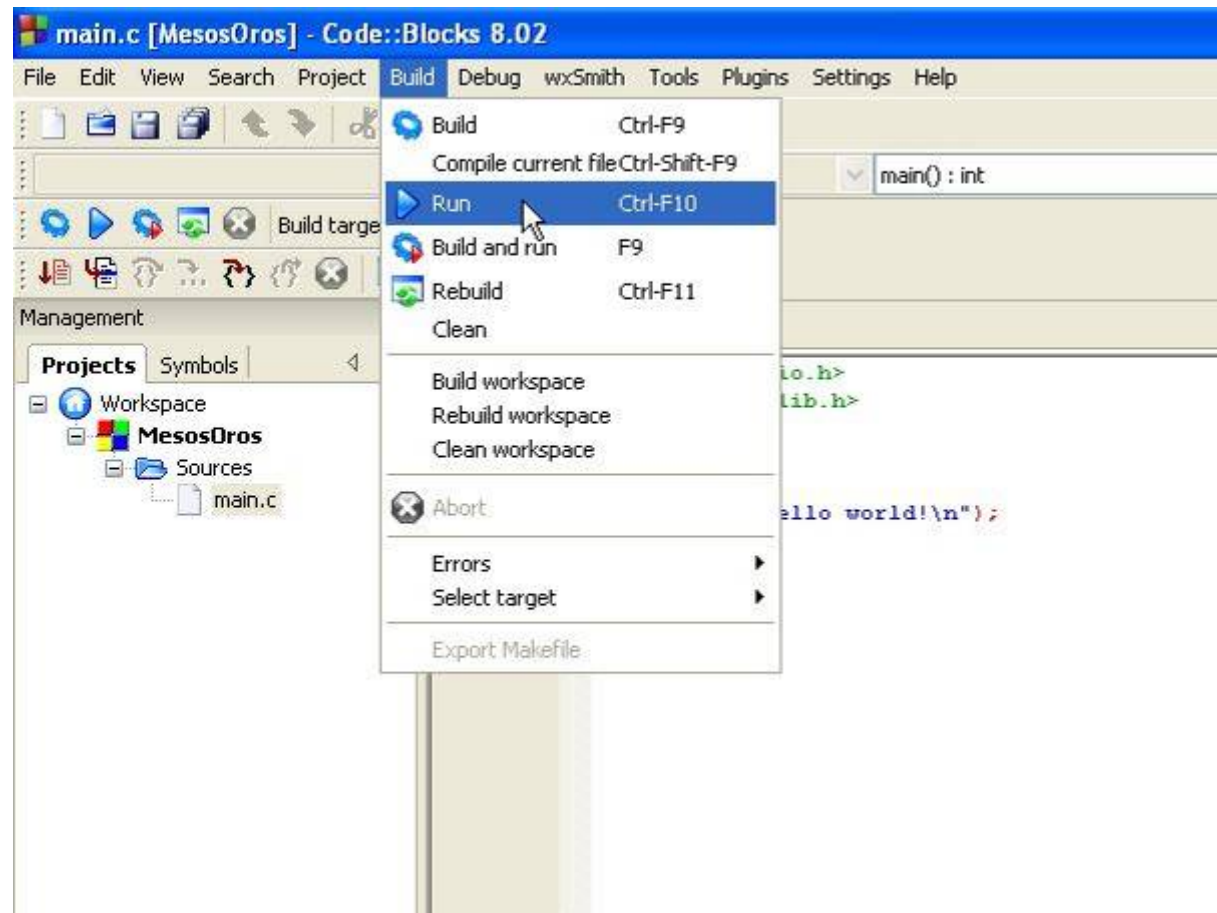 main.c [MesosOros] - Code::Blocks 8.02
File Edit View Search Project Build Debug wxSmith Tools Plugins Settings Help
Build Ctrl-F9
Compile current file Ctrl-Shift-F9
main() : int
Run Ctrl-F10
Build targe
Build and run F9
Rebuild Ctrl-F11
Management
Clean
Projects Symbols
io.h>
Build workspace
lib.h>
Workspace
Rebuild workspace
MesosOros
Clean workspace
Sources
main.c
Abort
ello world!\n");
Errors
Select target
Export Makefile